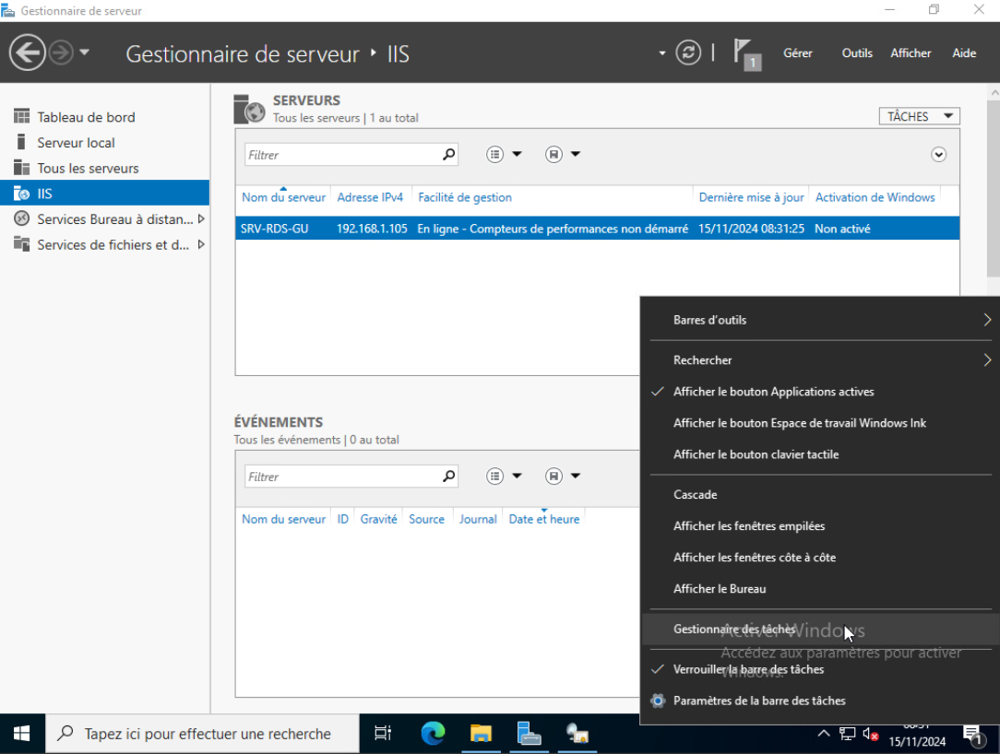 Gestionnaire de serveur
Gestionnaire de serveur ‣ IIS
1
Gérer Outils Afficher Aide
Tableau de bord
Serveur local
Tous les serveurs
IIS
Services Bureau à distan...
Services de fichiers et d...
SERVEURS
Tous les serveurs | 1 au total
TÂCHES
Filtrer
Nom du serveur Adresse IPv4 Facilité de gestion Dernière mise à jour Activation de Windows
SRV-RDS-GU 192.168.1.105 En ligne - Compteurs de performances non démarré 15/11/2024 08:31:25 Non activé
ÉVÉNEMENTS
Tous les événements | 0 au total
Filtrer
Nom du serveur ID Gravité Source Journal Date et heure
Barres d'outils
Rechercher
Afficher le bouton Applications actives
Afficher le bouton Espace de travail Windows Ink
Afficher le bouton clavier tactile
Cascade
Afficher les fenêtres empilées
Afficher les fenêtres côte à côte
Afficher le Bureau
Gestionnaire des tâches
Activer Windows
Accédez aux paramètres pour activer
Windows.
Verrouiller la barre des tâches
Paramètres de la barre des tâches
Tapez ici pour effectuer une recherche
15/11/2024
1